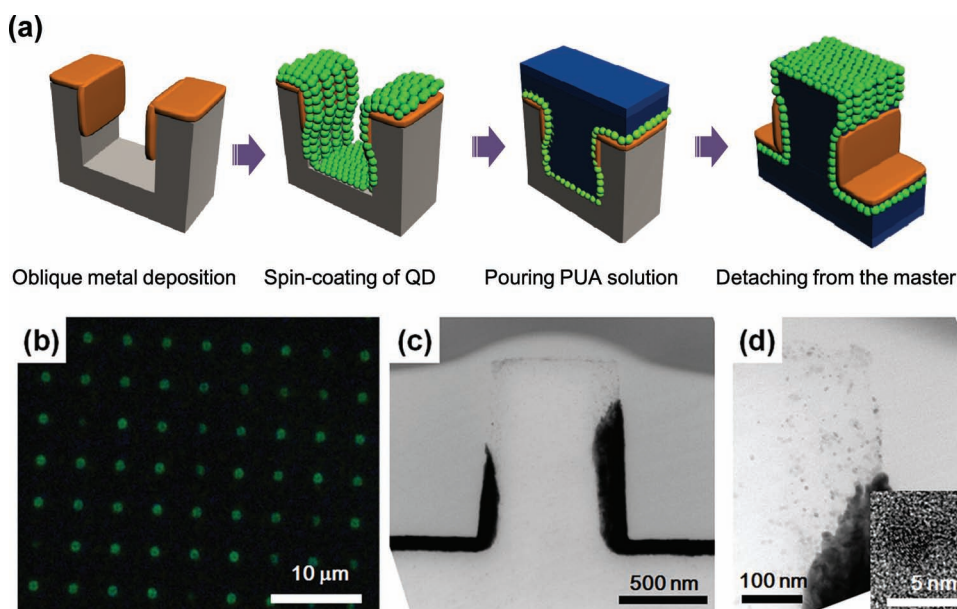 (a)
Oblique metal deposition
Spin-coating of QD
Pouring PUA solution
Detaching from the master
(b)
10 μm
(c)
500 nm
(d)
100 nm
5 nm